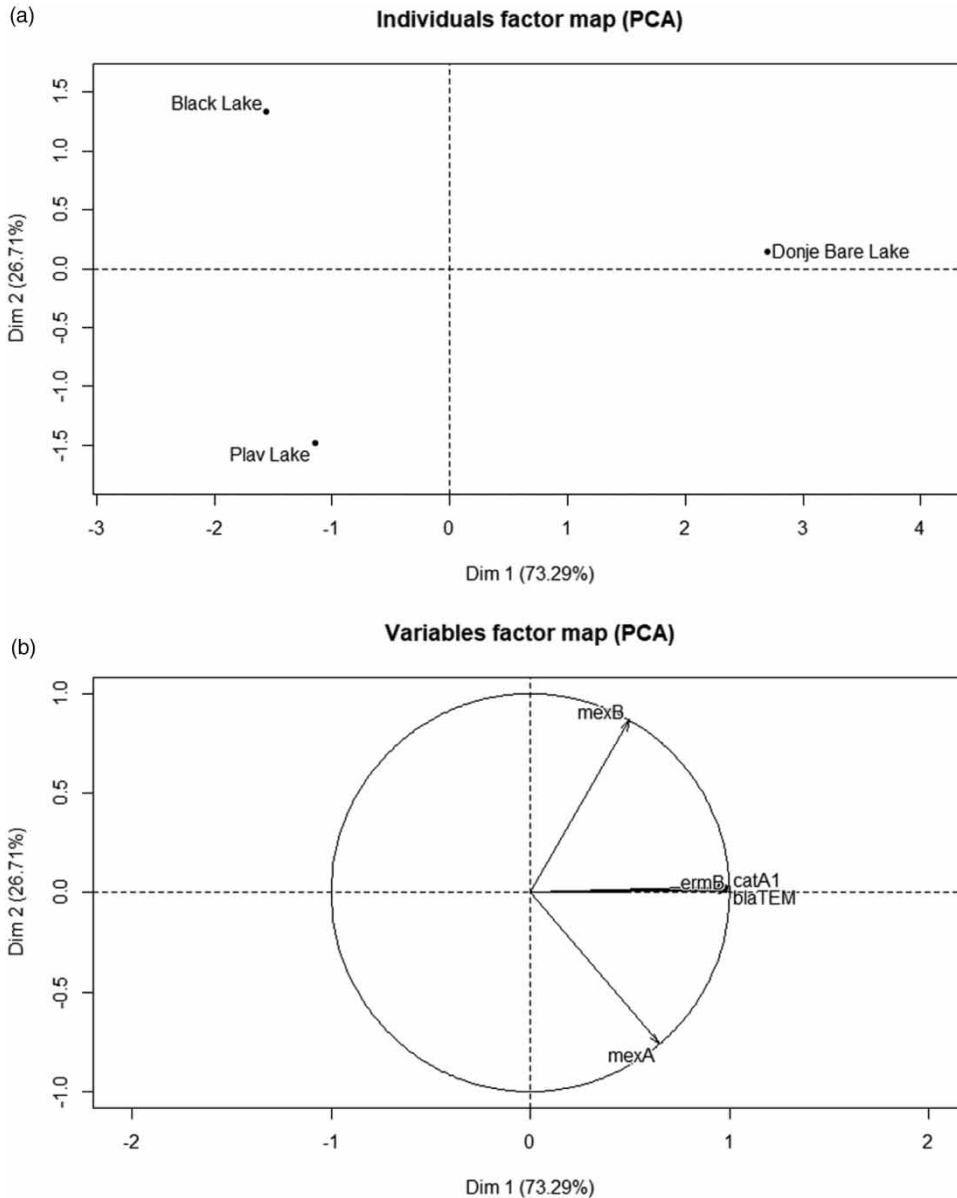 (a)
Individuals factor map (PCA)
Dim 2 (26.71%)
1.5
1.0
0.5
0.0
-0.5
-1.0
-1.5
Black Lake
Donje Bare Lake
Plav Lake
-3 -2 -1 0 1 2 3 4
Dim 1 (73.29%)
(b)
Variables factor map (PCA)
Dim 2 (26.71%)
1.0
0.5
0.0
-0.5
-1.0
mexB
ermB catA1
blaTEM
mexA
-2 -1 0 1 2
Dim 1 (73.29%)